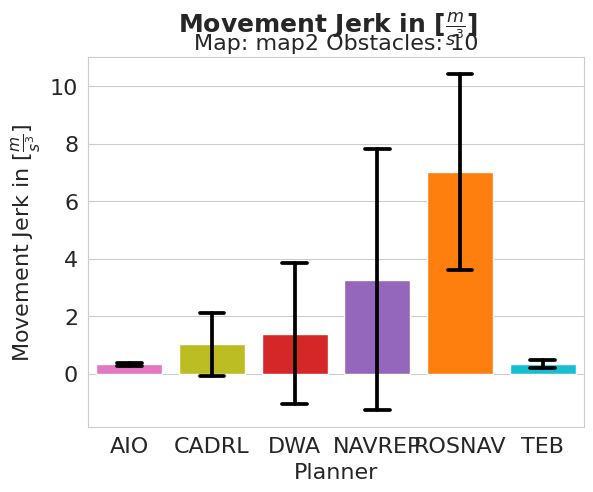 Movement Jerk in [m/s³]
Map: map2 Obstacles: 10
Movement Jerk in [m/s³]
10
8
6
4
2
0
AIO CADRL DWA NAVREP ROSNAV TEB
Planner